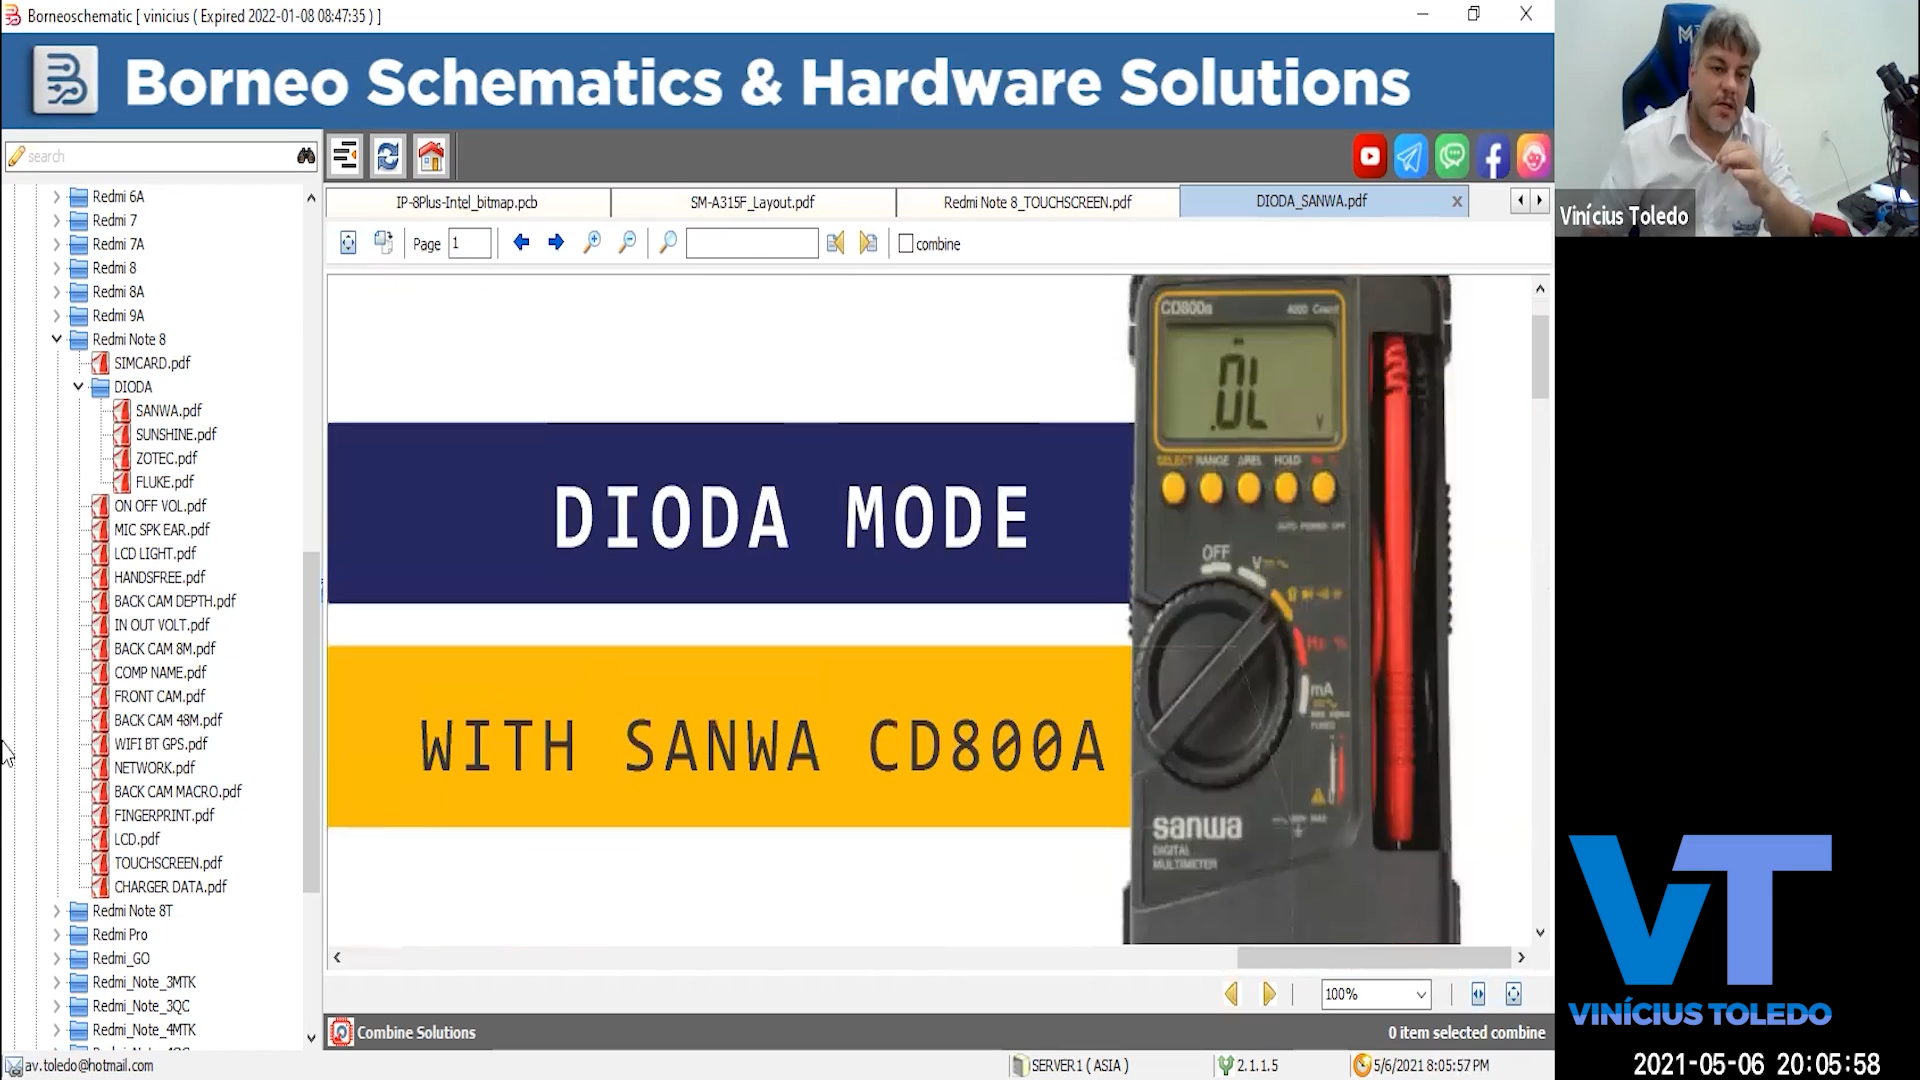 Borneoschematic [ vinicius ( Expired 2022-01-08 08:47:35 ) ]
Borneo Schematics & Hardware Solutions
search
IP-8Plus-Intel_bitmap.pcb
SM-A315F_Layout.pdf
Redmi Note 8_TOUCHSCREEN.pdf
DIODA_SANWA.pdf
Page 1
combine
Redmi 6A
Redmi 7
Redmi 7A
Redmi 8
Redmi 8A
Redmi 9A
Redmi Note 8
SIMCARD.pdf
DIODA
SANWA.pdf
SUNSHINE.pdf
ZOTEC.pdf
FLUKE.pdf
ON OFF VOL.pdf
MIC SPK EAR.pdf
LCD LIGHT.pdf
HANDSFREE.pdf
BACK CAM DEPTH.pdf
IN OUT VOLT.pdf
BACK CAM 8M.pdf
COMP NAME.pdf
FRONT CAM.pdf
BACK CAM 48M.pdf
WIFI BT GPS.pdf
NETWORK.pdf
BACK CAM MACRO.pdf
FINGERPRINT.pdf
LCD.pdf
TOUCHSCREEN.pdf
CHARGER DATA.pdf
Redmi Note 8T
Redmi Pro
Redmi_GO
Redmi_Note_3MTK
Redmi_Note_3QC
Redmi_Note_4MTK
DIODA MODE
WITH SANWA CD800A
CD800a
4000 Count
.0L
V
SELECT RANGE ΔREL HOLD
AUTO POWER OFF
OFF
V
Hz %
mA
sanwa
DIGITAL
MULTIMETER
100%
Combine Solutions
0 item selected combine
av.toledo@hotmail.com
SERVER1 ( ASIA )
2.1.1.5
5/6/2021 8:05:57 PM
Vinícius Toledo
VT
VINÍCIUS TOLEDO
2021-05-06 20:05:58